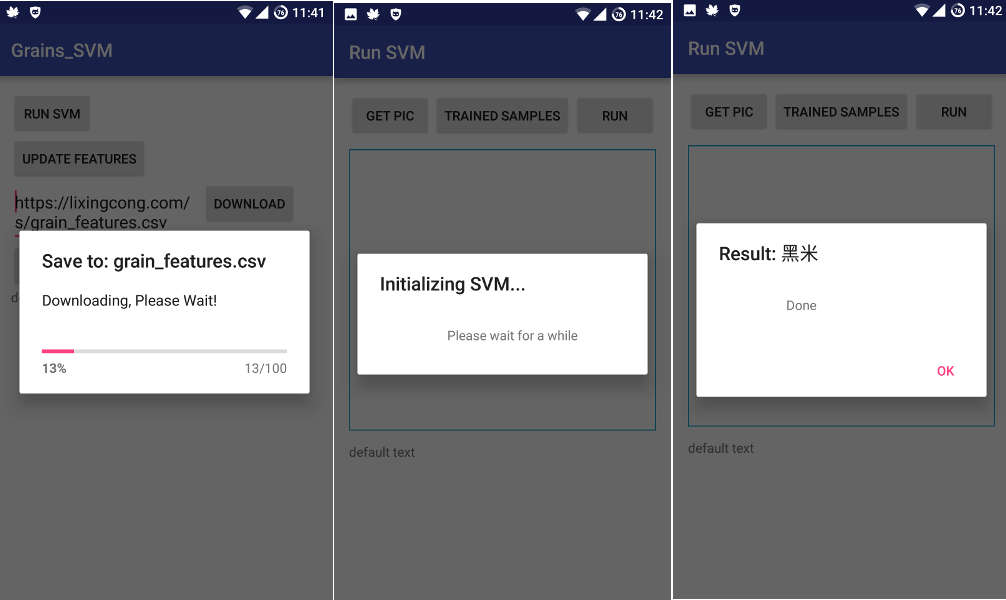 11:41
Grains_SVM
RUN SVM
UPDATE FEATURES
https://lixingcong.com/
s/grain_features.csv
DOWNLOAD
Save to: grain_features.csv
Downloading, Please Wait!
13%
13/100
76 11:42
Run SVM
GET PIC
TRAINED SAMPLES
RUN
Initializing SVM...
Please wait for a while
default text
76 11:42
Run SVM
GET PIC
TRAINED SAMPLES
RUN
Result: 黑米
Done
OK
default text